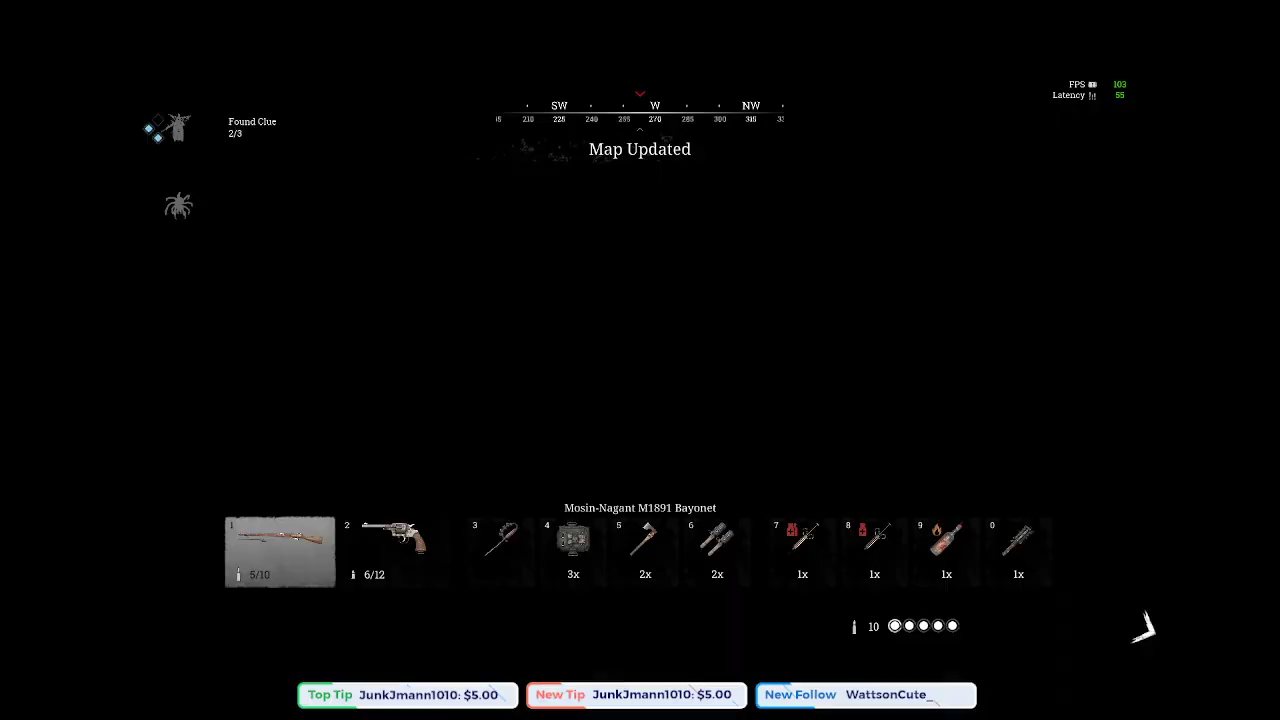 FPS 103
Latency 55
SW W NW
210 225 240 255 270 285 300 315
Found Clue
2/3
Map Updated
Mosin-Nagant M1891 Bayonet
1 2 3 4 5 6 7 8 9 0
5/10 6/12 3x 2x 2x 1x 1x 1x 1x
10
Top Tip JunkJmann1010: $5.00 New Tip JunkJmann1010: $5.00 New Follow WattsonCute_